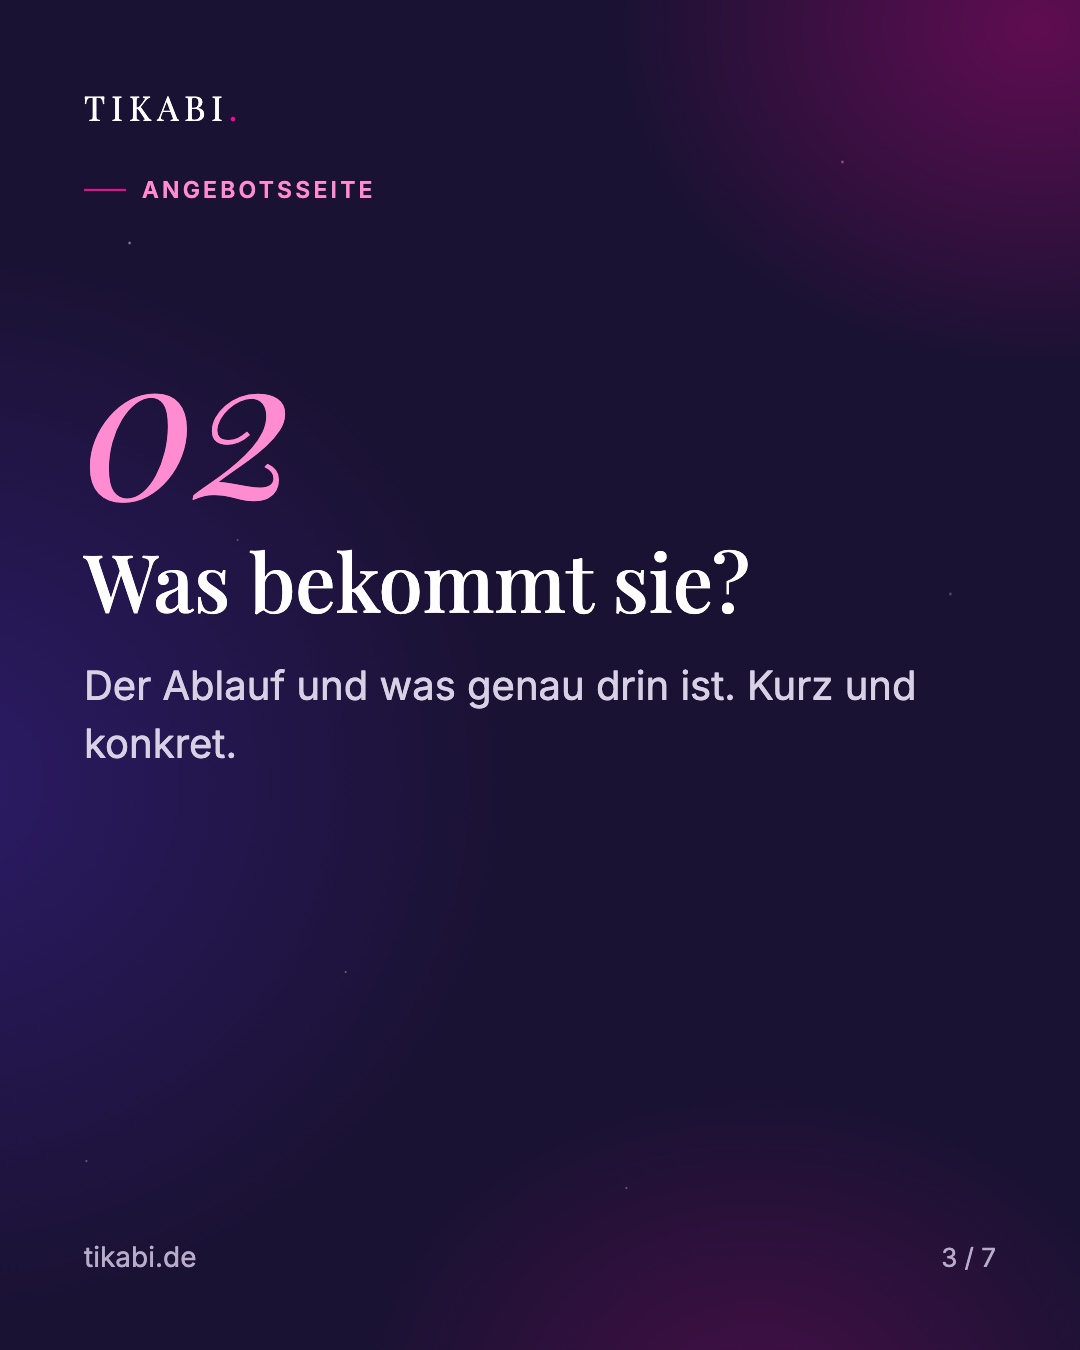 TIKABI.
ANGEBOTSSEITE
02
Was bekommt sie?
Der Ablauf und was genau drin ist. Kurz und
konkret.
tikabi.de
3 / 7